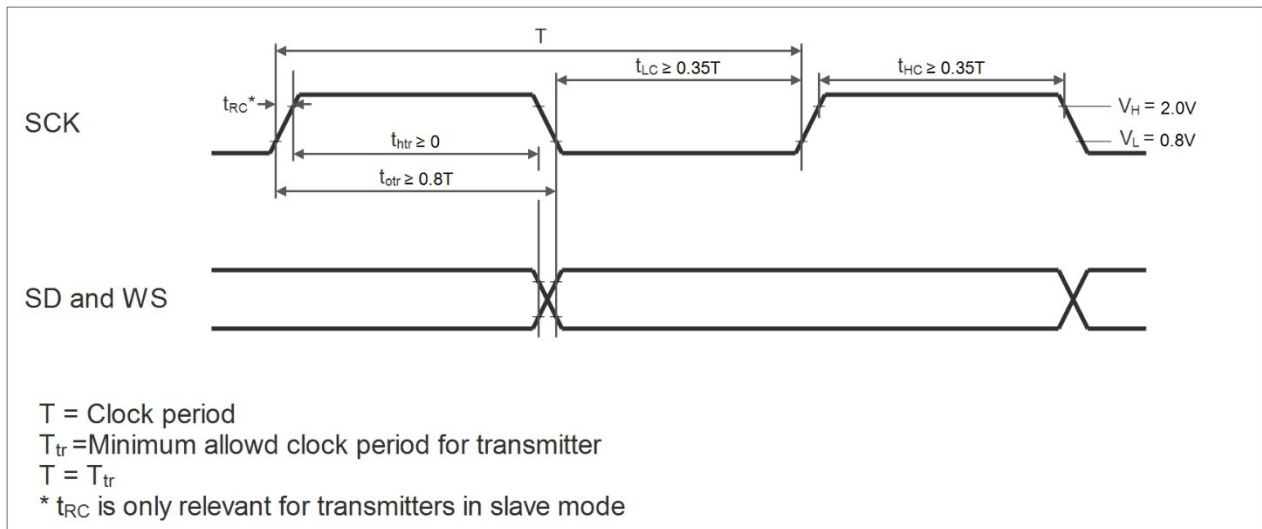 T
tLC ≥ 0.35T
tHC ≥ 0.35T
tRC*
SCK
VH = 2.0V
thtr ≥ 0
VL = 0.8V
totr ≥ 0.8T
SD and WS
T = Clock period
Ttr =Minimum allowd clock period for transmitter
T = Ttr
* tRC is only relevant for transmitters in slave mode